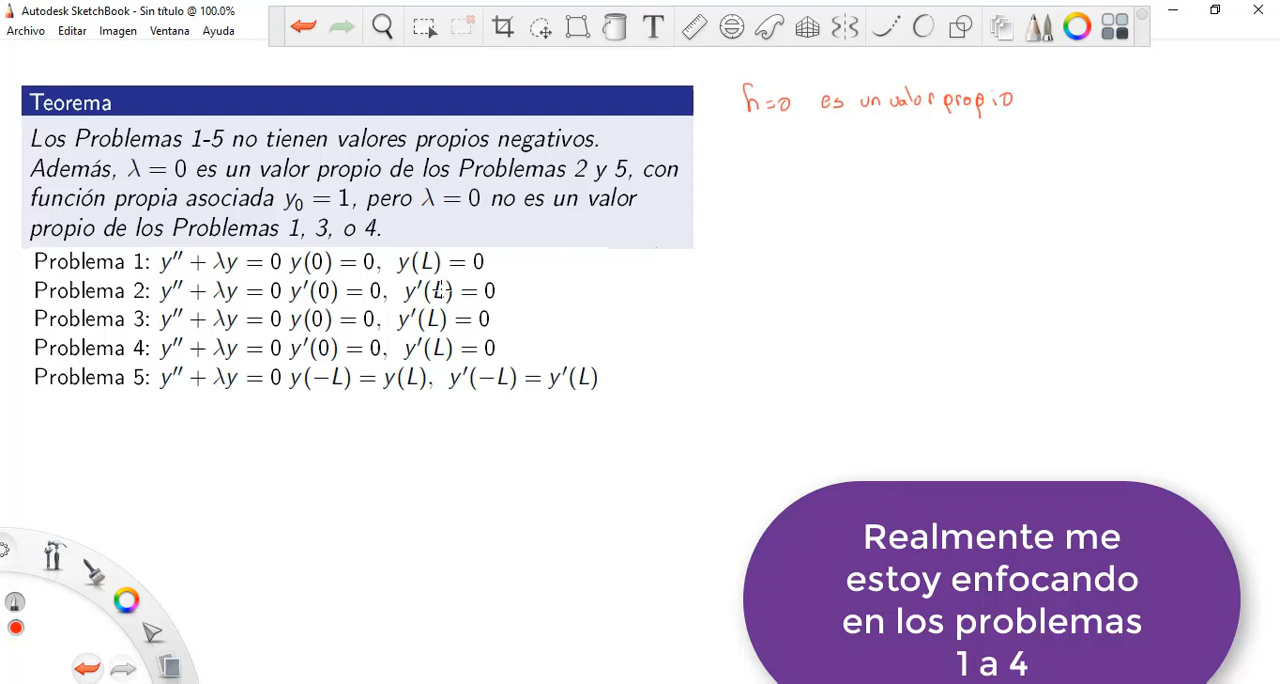 Autodesk SketchBook - Sin título @ 100.0%
Archivo Editar Imagen Ventana Ayuda
T
Teorema
Los Problemas 1-5 no tienen valores propios negativos.
Además, λ = 0 es un valor propio de los Problemas 2 y 5, con
función propia asociada y₀ = 1, pero λ = 0 no es un valor
propio de los Problemas 1, 3, o 4.
Problema 1: y″ + λy = 0 y(0) = 0, y(L) = 0
Problema 2: y″ + λy = 0 y′(0) = 0, y′(L) = 0
Problema 3: y″ + λy = 0 y(0) = 0, y′(L) = 0
Problema 4: y″ + λy = 0 y′(0) = 0, y′(L) = 0
Problema 5: y″ + λy = 0 y(−L) = y(L), y′(−L) = y′(L)
=0 es un valor propio
Realmente me
estoy enfocando
en los problemas
1 a 4